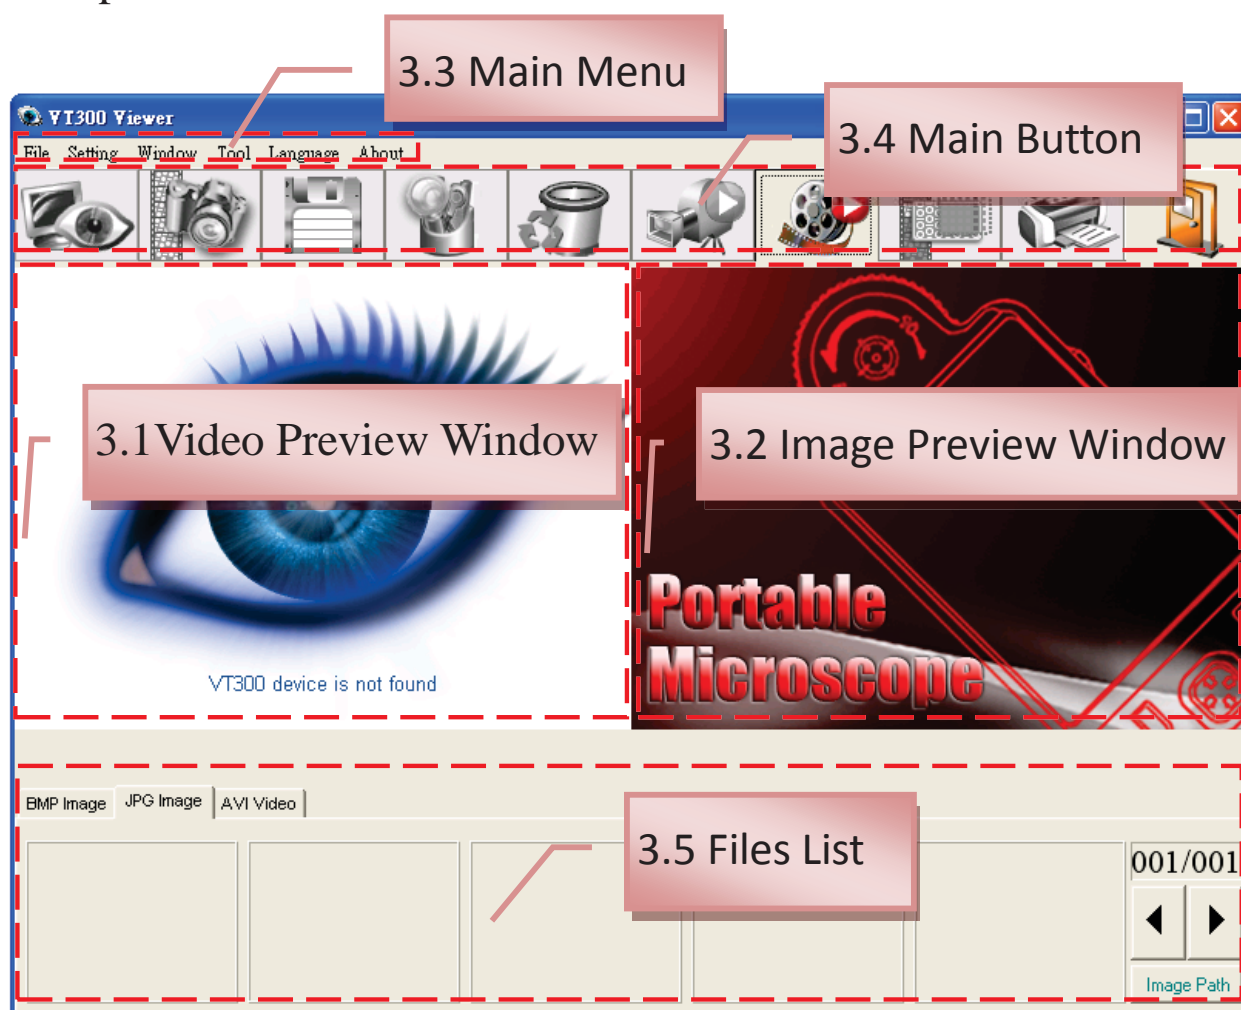 3.3 Main Menu
VT300 Viewer
3.4 Main Button
File Setting Window Tool Language About
3.1Video Preview Window
3.2 Image Preview Window
Portable
Microscope
VT300 device is not found
BMP Image JPG Image AVI Video
3.5 Files List
001/001
Image Path